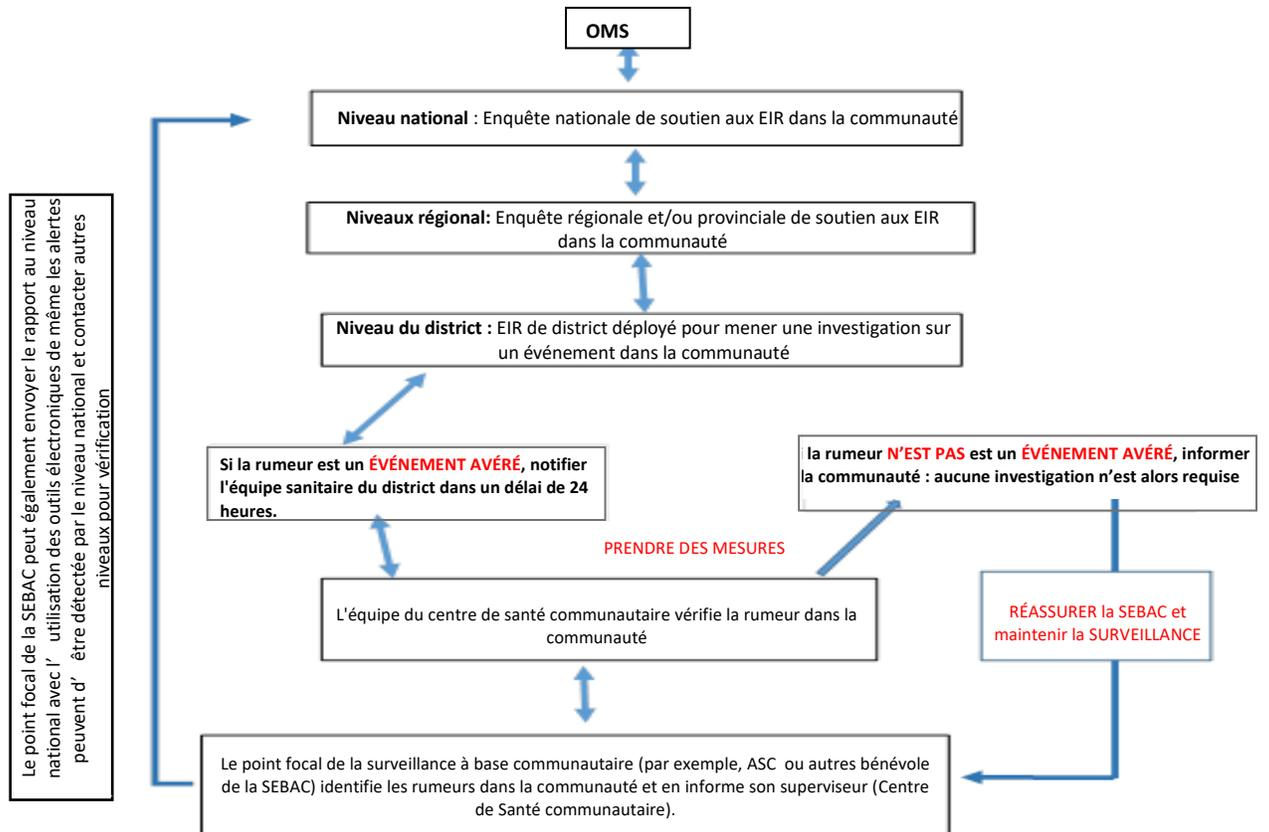 OMS
Niveau national : Enquête nationale de soutien aux EIR dans la communauté
Niveaux régional: Enquête régionale et/ou provinciale de soutien aux EIR
dans la communauté
Niveau du district : EIR de district déployé pour mener une investigation sur
un événement dans la communauté
Si la rumeur est un ÉVÉNEMENT AVÉRÉ, notifier
l'équipe sanitaire du district dans un délai de 24
heures.
la rumeur N’EST PAS est un ÉVÉNEMENT AVÉRÉ, informer
la communauté : aucune investigation n’est alors requise
PRENDRE DES MESURES
L'équipe du centre de santé communautaire vérifie la rumeur dans la
communauté
RÉASSURER la SEBAC et
maintenir la SURVEILLANCE
Le point focal de la surveillance à base communautaire (par exemple, ASC ou autres bénévole
de la SEBAC) identifie les rumeurs dans la communauté et en informe son superviseur (Centre
de Santé communautaire).
Le point focal de la SEBAC peut également envoyer le rapport au niveau
national avec l’ utilisation des outils électroniques de même les alertes
peuvent d’ être détectée par le niveau national et contacter autres
niveaux pour vérification